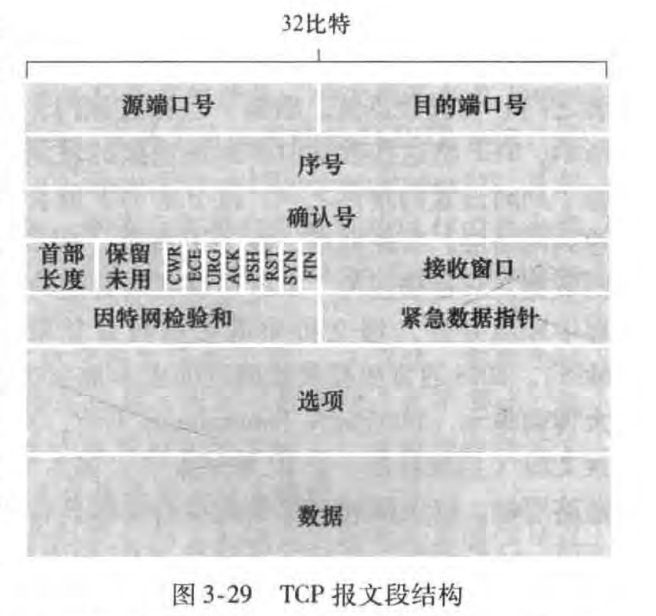 32比特
源端口号 目的端口号
序号
确认号
首部 保留 CWR ECE URG ACK PSH RST SYN FIN 接收窗口
长度 未用
因特网检验和 紧急数据指针
选项
数据
图 3-29 TCP 报文段结构